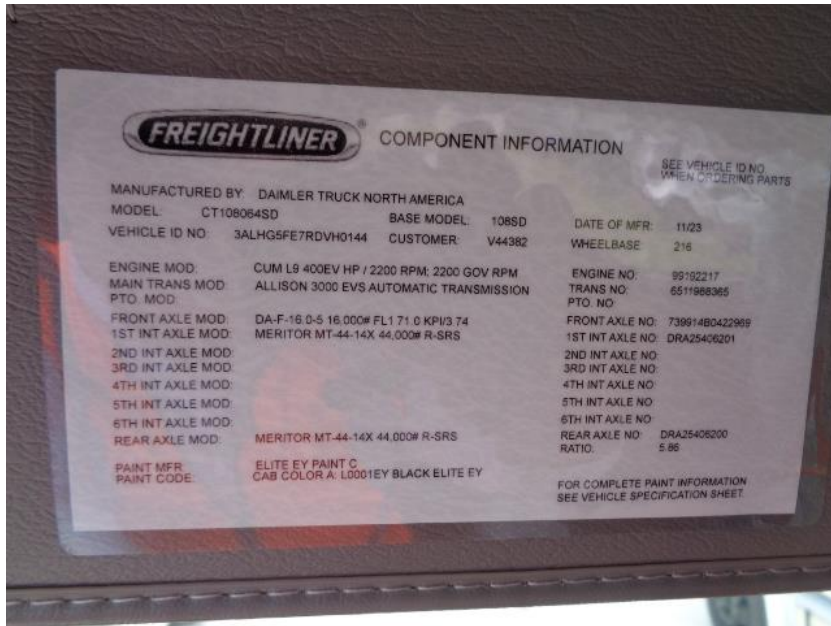 FREIGHTLINER® COMPONENT INFORMATION
SEE VEHICLE ID NO.
WHEN ORDERING PARTS
MANUFACTURED BY: DAIMLER TRUCK NORTH AMERICA
MODEL: CT108064SD BASE MODEL: 108SD DATE OF MFR: 11/23
VEHICLE ID NO: 3ALHG5FE7RDVH0144 CUSTOMER: V44382 WHEELBASE 216
ENGINE MOD: CUM L9 400EV HP / 2200 RPM; 2200 GOV RPM ENGINE NO: 99192217
MAIN TRANS MOD: ALLISON 3000 EVS AUTOMATIC TRANSMISSION TRANS NO: 6511988365
PTO. MOD: PTO. NO:
FRONT AXLE MOD: DA-F-16.0-5 16,000# FL1 71.0 KPI/3.74 FRONT AXLE NO: 739914B0422969
1ST INT AXLE MOD: MERITOR MT-44-14X 44,000# R-SRS 1ST INT AXLE NO: DRA25406201
2ND INT AXLE MOD: 2ND INT AXLE NO:
3RD INT AXLE MOD: 3RD INT AXLE NO:
4TH INT AXLE MOD: 4TH INT AXLE NO:
5TH INT AXLE MOD: 5TH INT AXLE NO:
6TH INT AXLE MOD: 6TH INT AXLE NO:
REAR AXLE MOD: MERITOR MT-44-14X 44,000# R-SRS REAR AXLE NO: DRA25406200
RATIO: 5.86
PAINT MFR: ELITE EY PAINT C
PAINT CODE: CAB COLOR A: L0001EY BLACK ELITE EY
FOR COMPLETE PAINT INFORMATION
SEE VEHICLE SPECIFICATION SHEET.